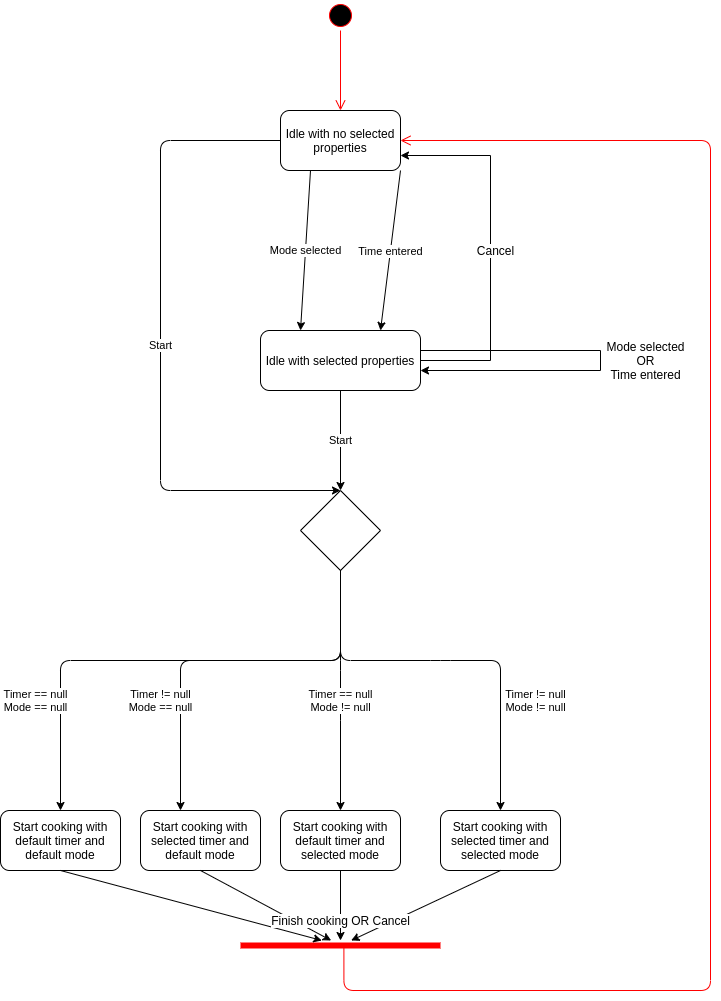 Idle with no selected
properties
Mode selected
Time entered
Cancel
Start
Idle with selected properties
Mode selected
OR
Time entered
Start
Timer == null
Mode == null
Timer != null
Mode == null
Timer == null
Mode != null
Timer != null
Mode != null
Start cooking with
default timer and
default mode
Start cooking with
selected timer and
default mode
Start cooking with
default timer and
selected mode
Start cooking with
selected timer and
selected mode
Finish cooking OR Cancel